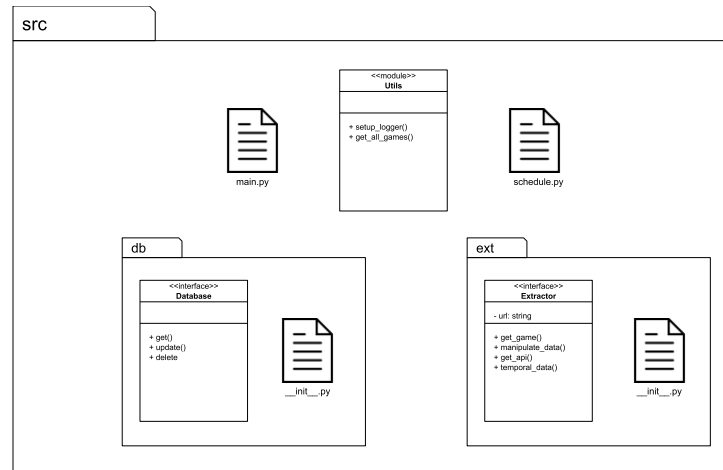 src
<<module>>
Utils
+ setup_logger()
+ get_all_games()
main.py
schedule.py
db
<<interface>>
Database
+ get()
+ update()
+ delete
__init__.py
ext
<<interface>>
Extractor
- url: string
+ get_game()
+ manipulate_data()
+ get_api()
+ temporal_data()
__init__.py